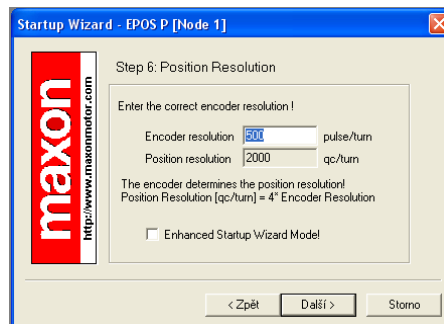 Startup Wizard - EPOS P [Node 1]
maxon
http://www.maxonmotor.com
Step 6: Position Resolution
Enter the correct encoder resolution !
Encoder resolution 500 pulse/turn
Position resolution 2000 qc/turn
The encoder determines the position resolution!
Position Resolution [qc/turn] = 4* Encoder Resolution
Enhanced Startup Wizard Mode!
< Zpět Další > Storno